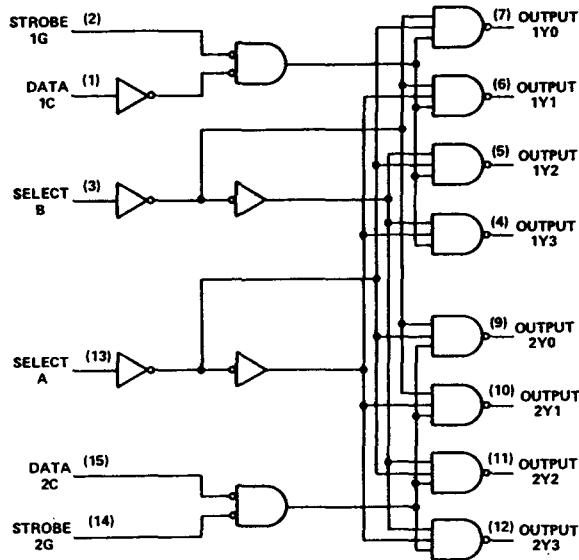 STROBE (2)
1G
DATA (1)
1C
SELECT (3)
B
SELECT (13)
A
DATA (15)
2C
STROBE (14)
2G
(7) OUTPUT
1Y0
(6) OUTPUT
1Y1
(5) OUTPUT
1Y2
(4) OUTPUT
1Y3
(9) OUTPUT
2Y0
(10) OUTPUT
2Y1
(11) OUTPUT
2Y2
(12) OUTPUT
2Y3